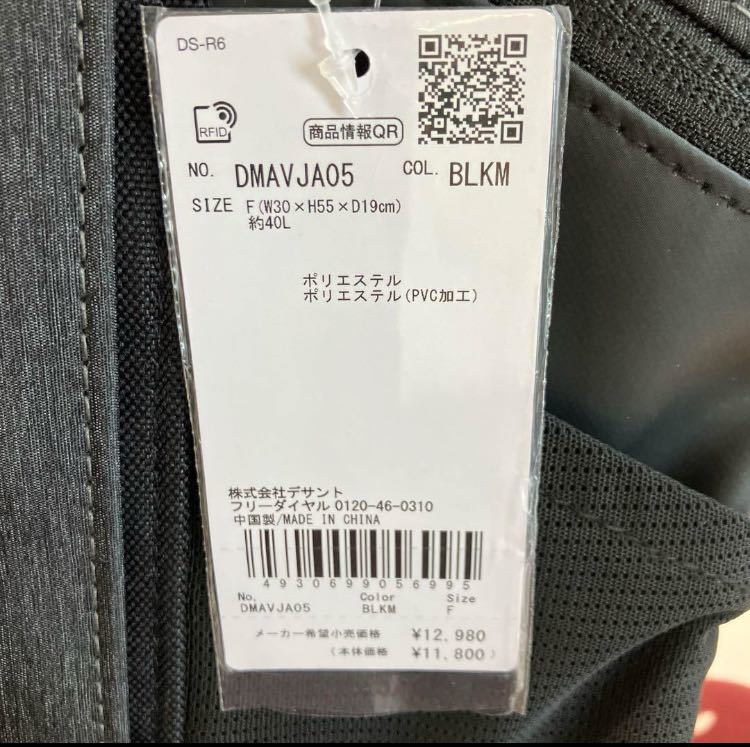 DS-R6
RFID
商品情報QR
NO. DMAVJA05 COL. BLKM
SIZE F(W30×H55×D19cm)
約40L
ポリエステル
ポリエステル(PVC加工)
株式会社デサント
フリーダイヤル 0120-46-0310
中国製/MADE IN CHINA
4930699056995
No. Color Size
DMAVJA05 BLKM F
メーカー希望小売価格 ¥12,980
(本体価格 ¥11,800)